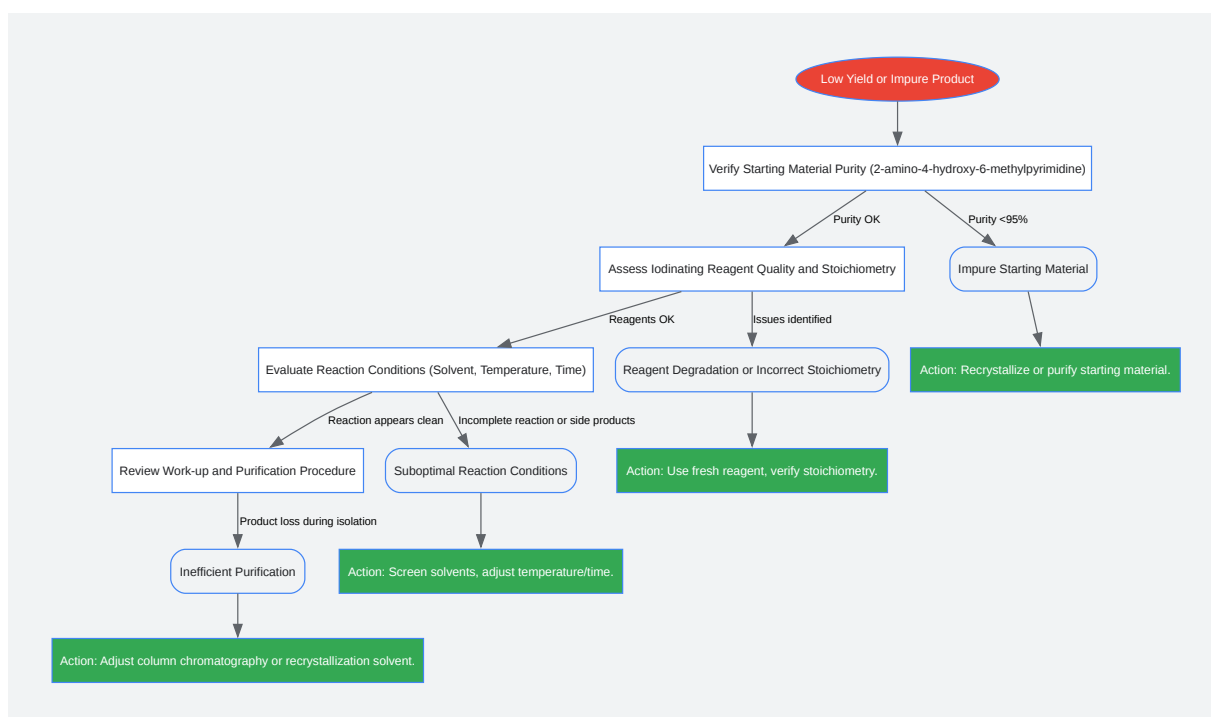 Low Yield or Impure Product
Verify Starting Material Purity (2-amino-4-hydroxy-6-methylpyrimidine)
Purity OK
Purity <95%
Assess Iodinating Reagent Quality and Stoichiometry
Impure Starting Material
Reagents OK
Issues identified
Evaluate Reaction Conditions (Solvent, Temperature, Time)
Reagent Degradation or Incorrect Stoichiometry
Action: Recrystallize or purify starting material.
Reaction appears clean
Incomplete reaction or side products
Review Work-up and Purification Procedure
Suboptimal Reaction Conditions
Action: Use fresh reagent, verify stoichiometry.
Product loss during isolation
Inefficient Purification
Action: Screen solvents, adjust temperature/time.
Action: Adjust column chromatography or recrystallization solvent.